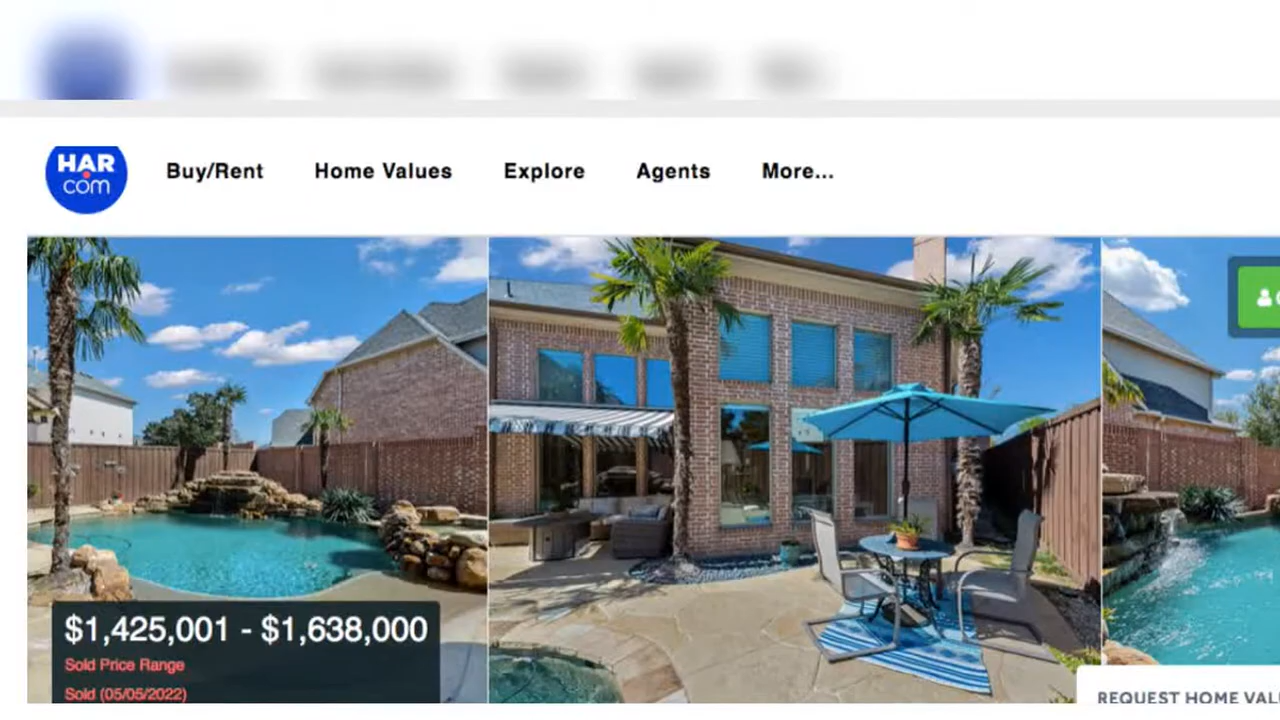 HAR
com
Buy/Rent Home Values Explore Agents More...
$1,425,001 - $1,638,000
Sold Price Range
Sold (05/05/2022)
REQUEST HOME